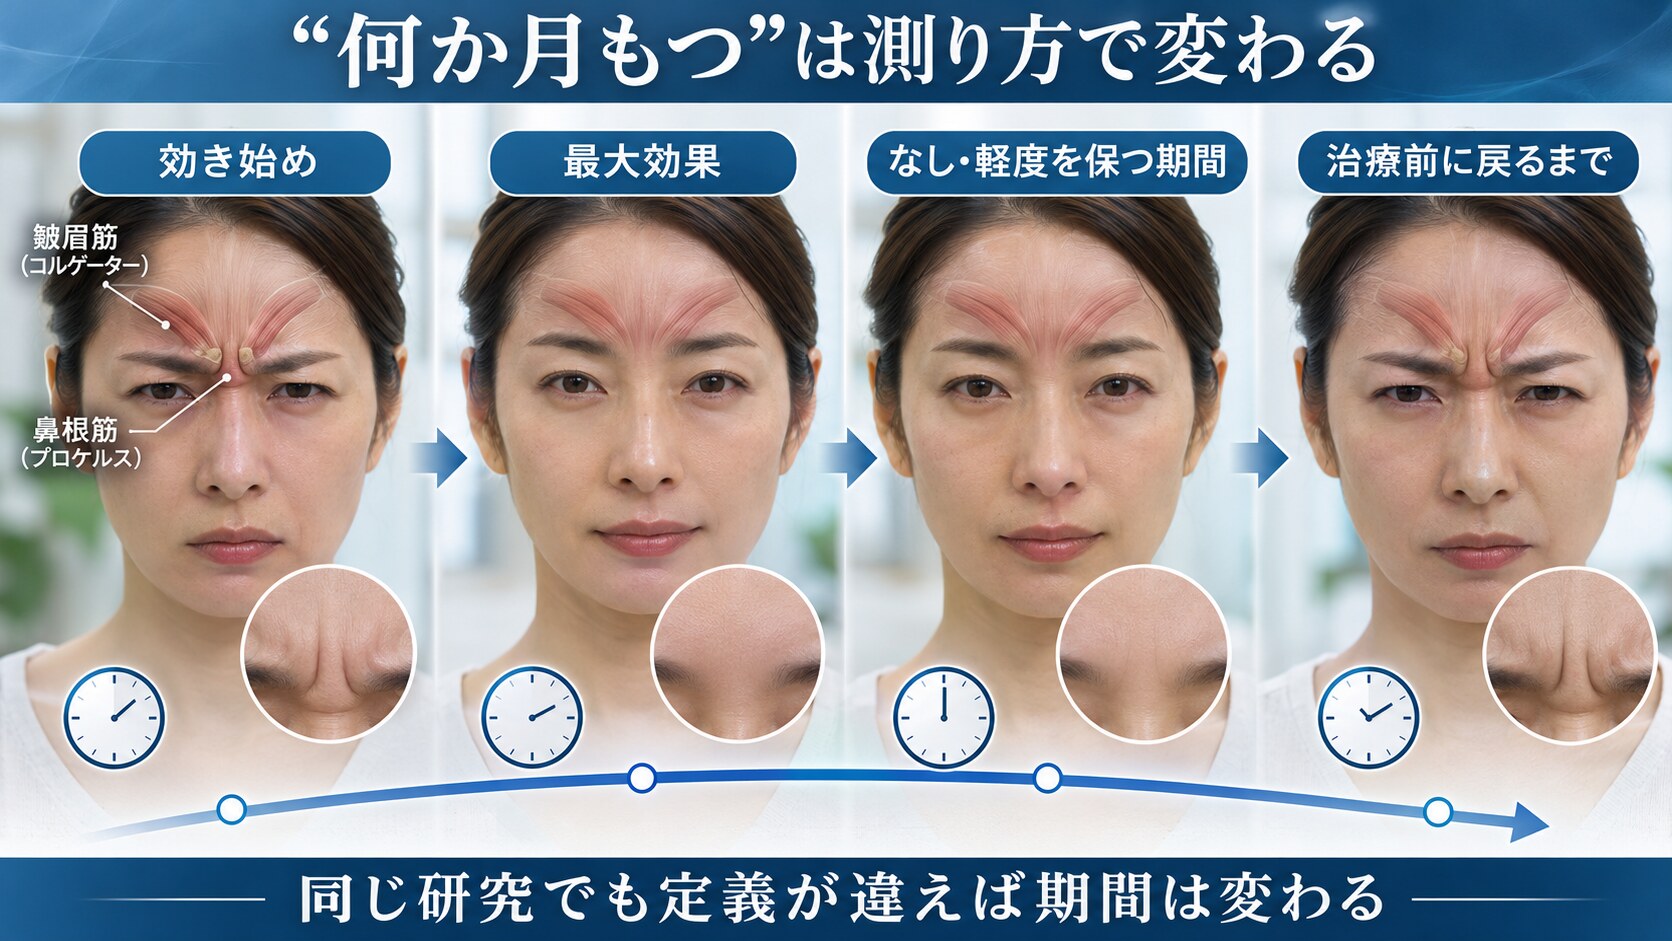 “何か月もつ”は測り方で変わる
効き始め
最大効果
なし・軽度を保つ期間
治療前に戻るまで
皺眉筋
(コルゲーター)
鼻根筋
(プロケルス)
同じ研究でも定義が違えば期間は変わる